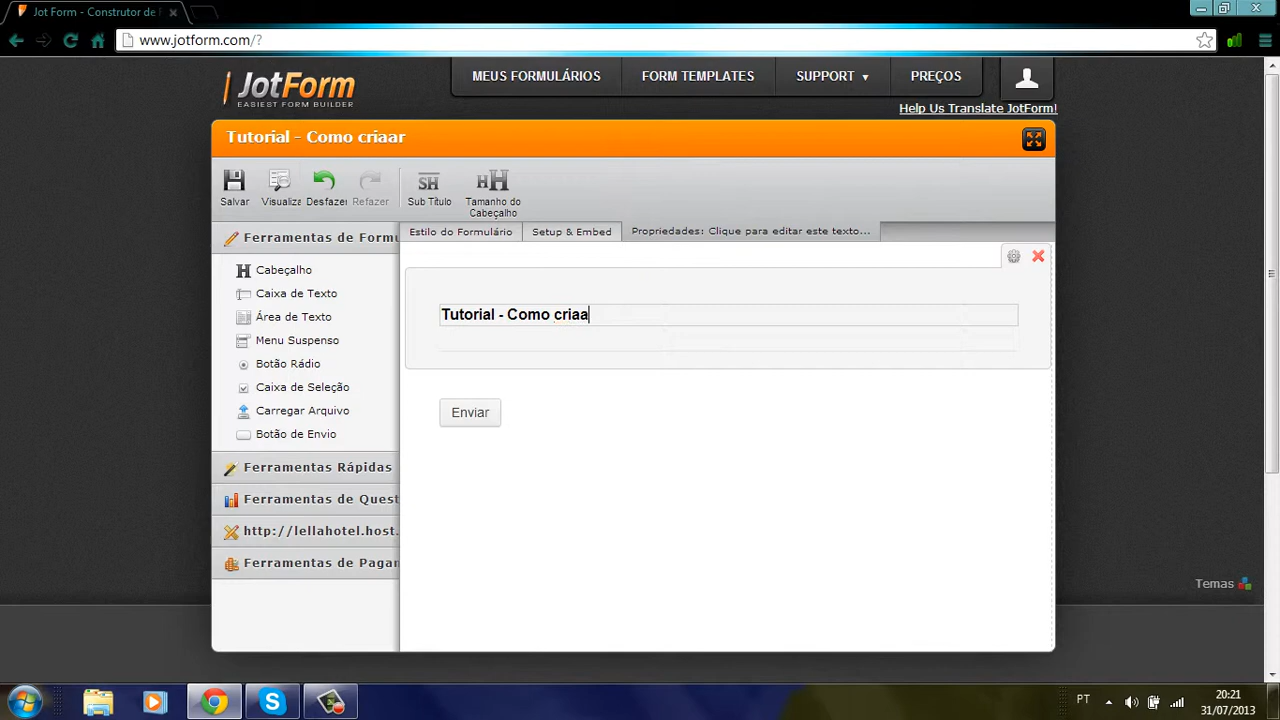 Jot Form - Construtor de F
www.jotform.com/?
JotForm
EASIEST FORM BUILDER
MEUS FORMULÁRIOS
FORM TEMPLATES
SUPPORT ▼
PREÇOS
Help Us Translate JotForm!
Tutorial - Como criaar
Salvar
Visualiza
Desfazer
Refazer
Sub Título
Tamanho do
Cabeçalho
Ferramentas de Formu
Estilo do Formulário
Setup & Embed
Propriedades: Clique para editar este texto...
Cabeçalho
Caixa de Texto
Área de Texto
Menu Suspenso
Botão Rádio
Caixa de Seleção
Carregar Arquivo
Botão de Envio
Tutorial - Como criaa
Enviar
Ferramentas Rápidas
Ferramentas de Quest
http://lellahotel.host.
Ferramentas de Pagar
Temas
PT
20:21
31/07/2013